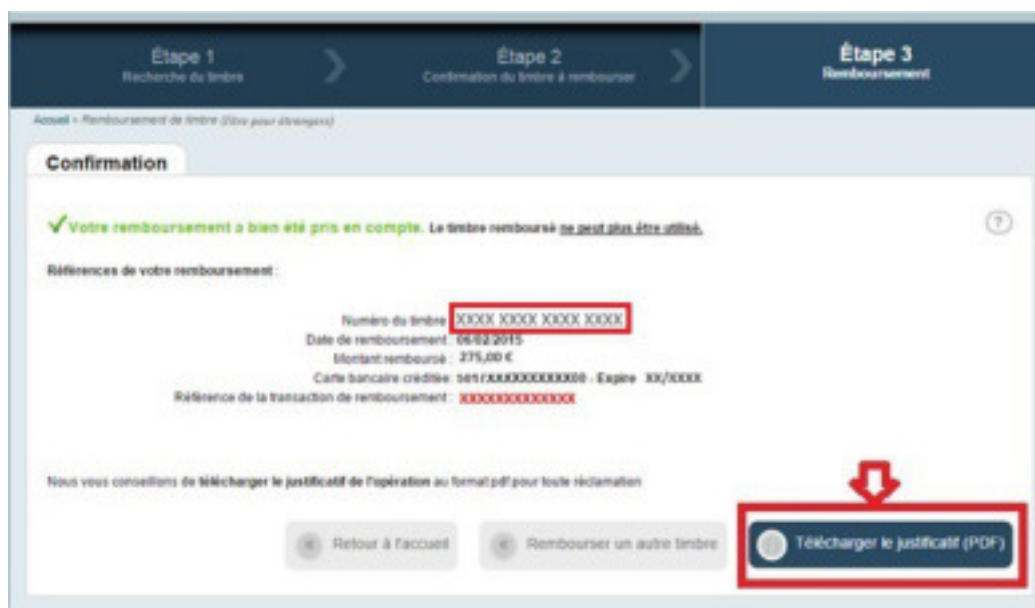 Étape 1
Recherche du timbre
Étape 2
Confirmation du timbre à rembourser
Étape 3
Remboursement
Accueil > Remboursement de timbre (Titre pour étrangers)
Confirmation
Votre remboursement a bien été pris en compte. Le timbre remboursé ne peut plus être utilisé.
?
Références de votre remboursement :
Numéro du timbre XXXX XXXX XXXX XXXX
Date de remboursement : 06/02/2015
Montant remboursé : 275,00 €
Carte bancaire créditée: - Expire XX/XXXX
Référence de la transaction de remboursement : XXXXXXXXXXXXXX
Nous vous conseillons de télécharger le justificatif de l'opération au format pdf pour toute réclamation
Retour à l'accueil
Rembourser un autre timbre
Télécharger le justificatif (PDF)